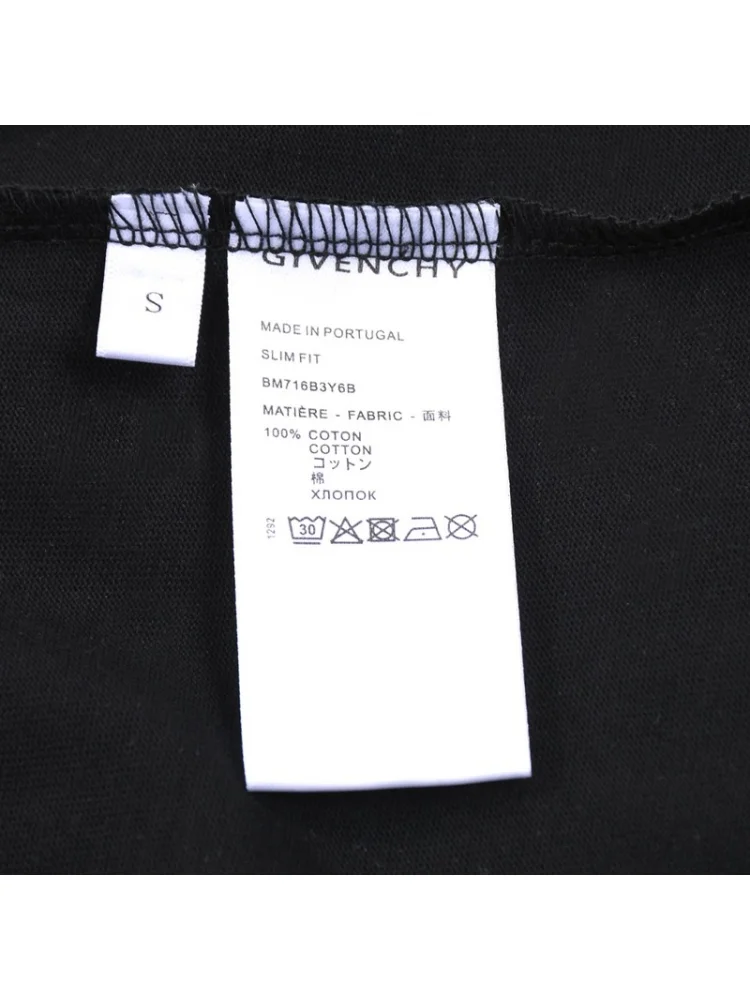 S
GIVENCHY
MADE IN PORTUGAL
SLIM FIT
BM716B3Y6B
MATIÈRE - FABRIC - 面料
100% COTON
COTTON
コットン
棉
ХЛОПОК
1292
30